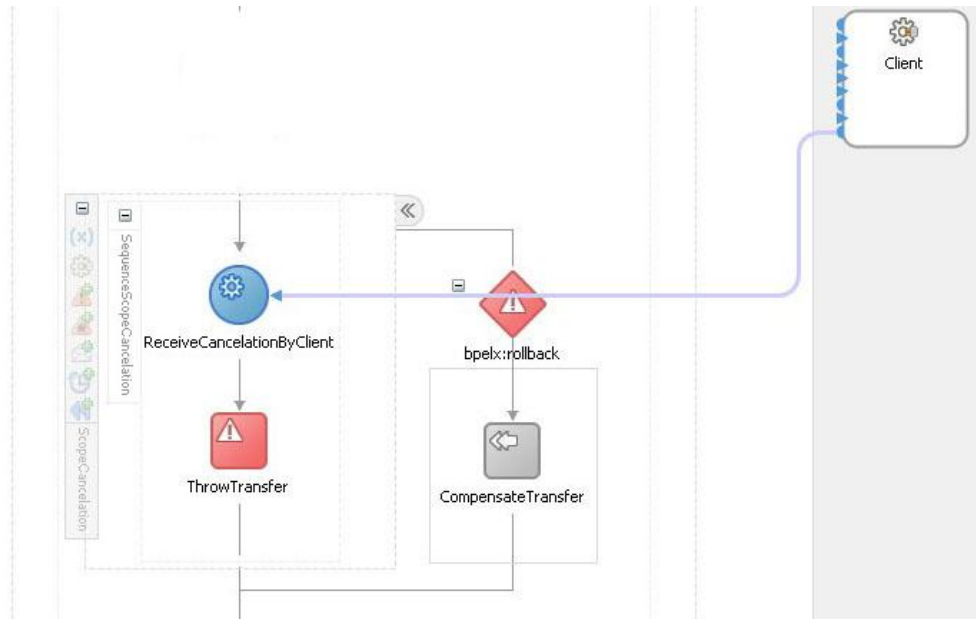 Client
SequenceScopeCancelation
ReceiveCancelationByClient
bpelx:rollback
ThrowTransfer
CompensateTransfer
ScopeCancelation
(x)